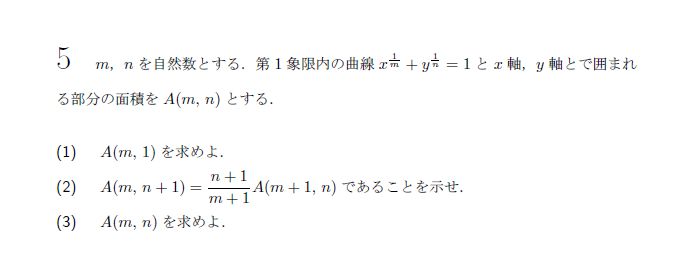 5 m, n を自然数とする．第 1 象限内の曲線 $x^{\frac{1}{m}} + y^{\frac{1}{n}} = 1$ と x 軸，y 軸とで囲まれ
る部分の面積を A(m, n) とする．
(1) A(m, 1) を求めよ．
(2) $A(m, n+1) = \frac{n+1}{m+1} A(m+1, n)$ であることを示せ．
(3) A(m, n) を求めよ．